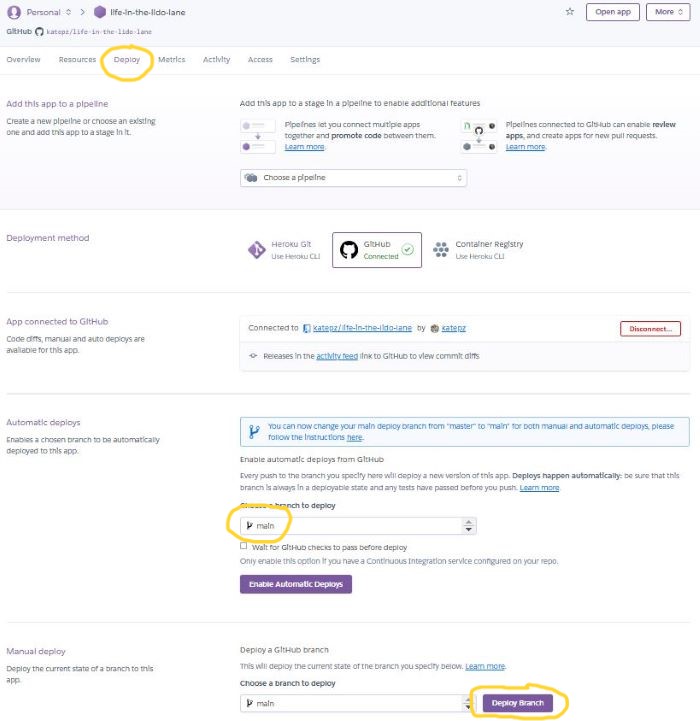 Personal
life-in-the-lido-lane
Open app
More
GitHub
katepz/life-in-the-lido-lane
Overview
Resources
Deploy
Metrics
Activity
Access
Settings
Add this app to a pipeline
Create a new pipeline or choose an existing
one and add this app to a stage in it.
Add this app to a stage in a pipeline to enable additional features
Pipelines let you connect multiple apps
together and promote code between them.
Learn more.
Pipelines connected to GitHub can enable review
apps, and create apps for new pull requests.
Learn more.
Choose a pipeline
Deployment method
Heroku Git
Use Heroku CLI
GitHub
Connected
Container Registry
Use Heroku CLI
App connected to GitHub
Code diffs, manual and auto deploys are
available for this app.
Connected to katepz/life-in-the-lido-lane by katepz
Disconnect...
Releases in the activity feed link to GitHub to view commit diffs
Automatic deploys
Enables a chosen branch to be automatically
deployed to this app.
You can now change your main deploy branch from "master" to "main" for both manual and automatic deploys, please
follow the instructions here.
Enable automatic deploys from GitHub
Every push to the branch you specify here will deploy a new version of this app. Deploys happen automatically: be sure that this
branch is always in a deployable state and any tests have passed before you push. Learn more.
Choose a branch to deploy
main
Wait for GitHub checks to pass before deploy
Only enable this option if you have a Continuous Integration service configured on your repo.
Enable Automatic Deploys
Manual deploy
Deploy the current state of a branch to this
app.
Deploy a GitHub branch
This will deploy the current state of the branch you specify below. Learn more.
Choose a branch to deploy
main
Deploy Branch